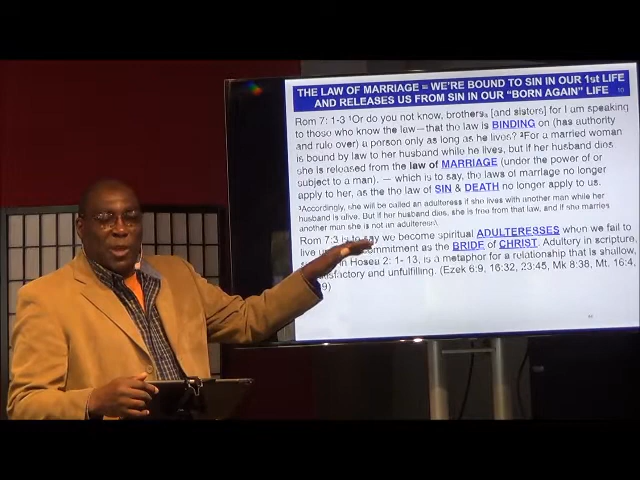 THE LAW OF MARRIAGE = WE'RE BOUND TO SIN IN OUR 1st LIFE
AND RELEASES US FROM SIN IN OUR "BORN AGAIN" LIFE
Rom 7: 1-3 ¹Or do you not know, brothers, [and sisters] for I am speaking
to those who know the law—that the law is BINDING on (has authority
and rule over) a person only as long as he lives? ²For a married woman
is bound by law to her husband while he lives, but if her husband dies
she is released from the law of MARRIAGE (under the power of or
subject to a man). — which is to say, the laws of marriage no longer
apply to her, as the the law of SIN & DEATH no longer apply to us.
³Accordingly, she will be called an adulteress if she lives with another man while her
husband is alive. But if her husband dies, she is free from that law, and if she marries
another man she is not an adulteress\
Rom 7:3 is to say we become spiritual ADULTERESSES when we fail to
live commitment as the BRIDE of CHRIST. Adultery in scripture,
in Hosea 2: 1- 13, is a metaphor for a relationship that is shallow,
and unfulfilling. (Ezek 6:9, 16:32, 23:45, Mk 8:38, Mt. 16:4,
9)